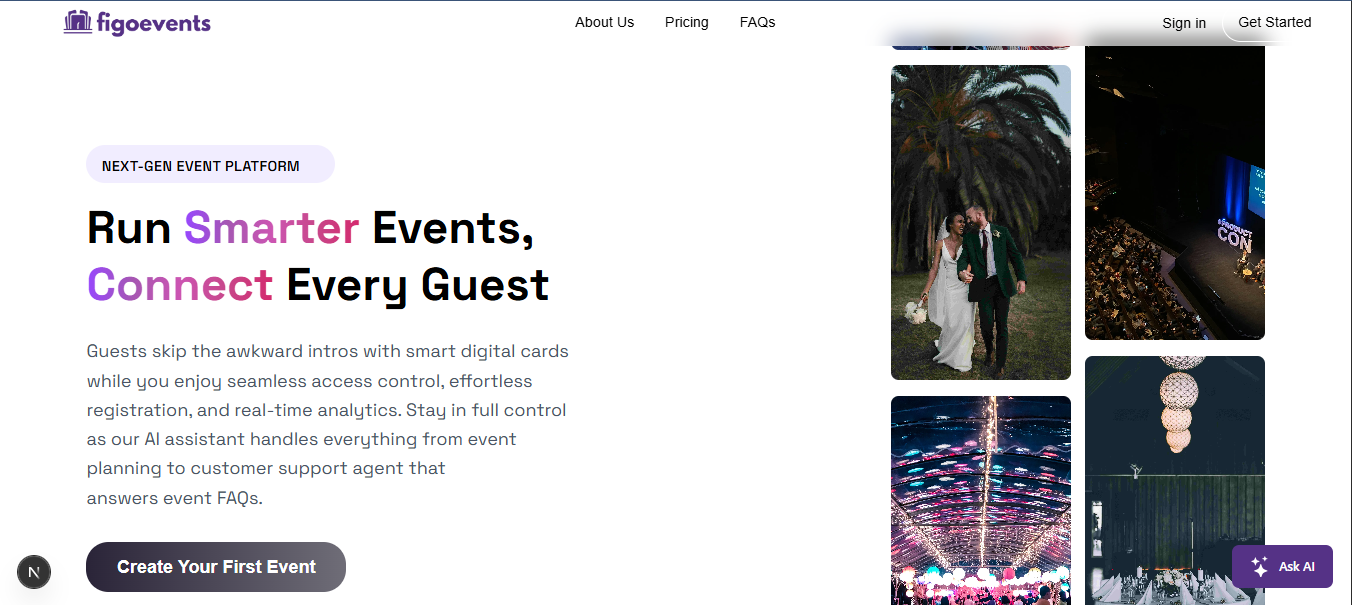 figoevents
About Us
Pricing
FAQs
Sign in
Get Started
NEXT-GEN EVENT PLATFORM
Run Smarter Events,
Connect Every Guest
Guests skip the awkward intros with smart digital cards
while you enjoy seamless access control, effortless
registration, and real-time analytics. Stay in full control
as our AI assistant handles everything from event
planning to customer support agent that
answers event FAQs.
Create Your First Event
N
PRODUCT
CON
Ask AI